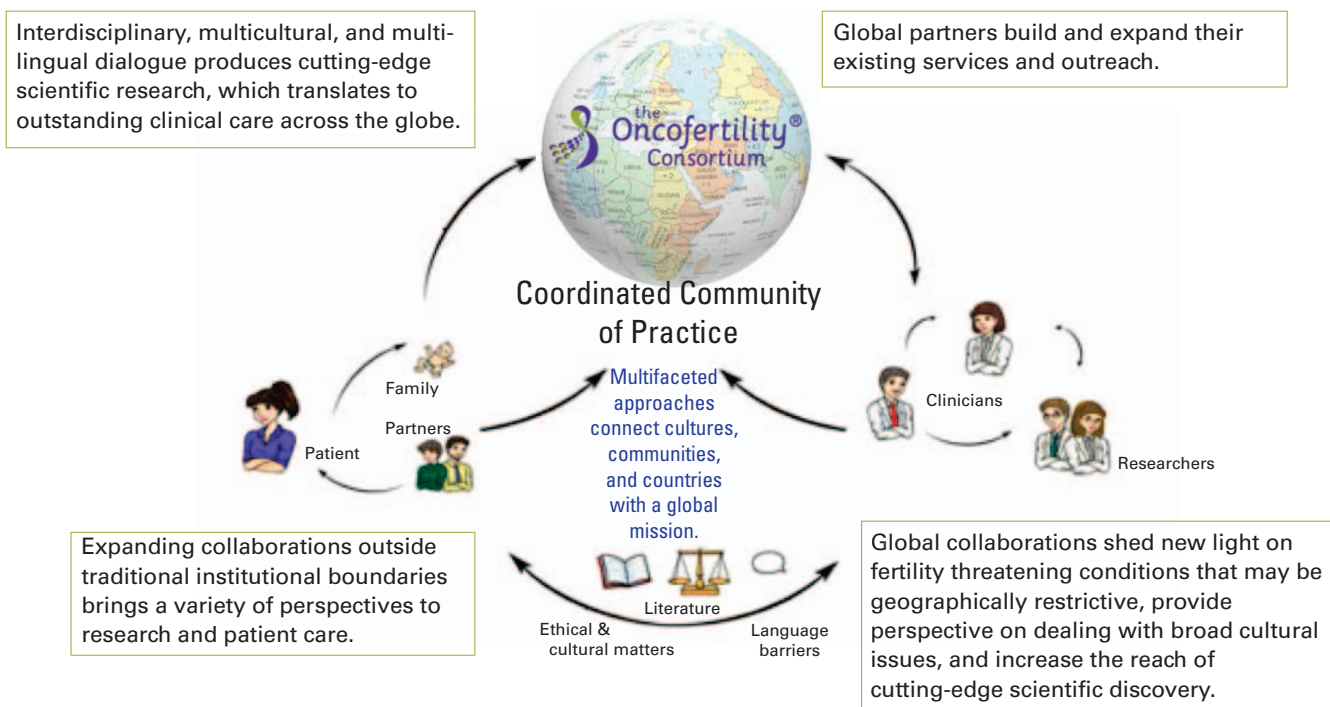 Interdisciplinary, multicultural, and multi-
lingual dialogue produces cutting-edge
scientific research, which translates to
outstanding clinical care across the globe.
Global partners build and expand their
existing services and outreach.
the
Oncofertility®
Consortium
Coordinated Community
of Practice
Multifaceted
approaches
connect cultures,
communities,
and countries
with a global
mission.
Family
Partners
Patient
Clinicians
Researchers
Literature
Ethical &
cultural matters
Language
barriers
Expanding collaborations outside
traditional institutional boundaries
brings a variety of perspectives to
research and patient care.
Global collaborations shed new light on
fertility threatening conditions that may be
geographically restrictive, provide
perspective on dealing with broad cultural
issues, and increase the reach of
cutting-edge scientific discovery.